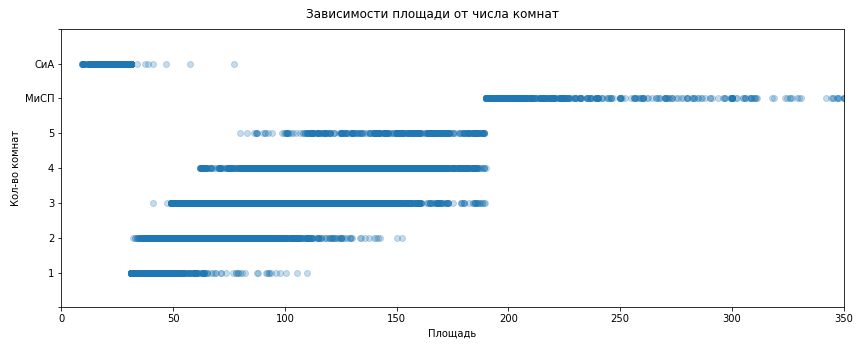 Зависимости площади от числа комнат
СиА
МиСП
5
4
3
2
1
Кол-во комнат
0 50 100 150 200 250 300 350
Площадь